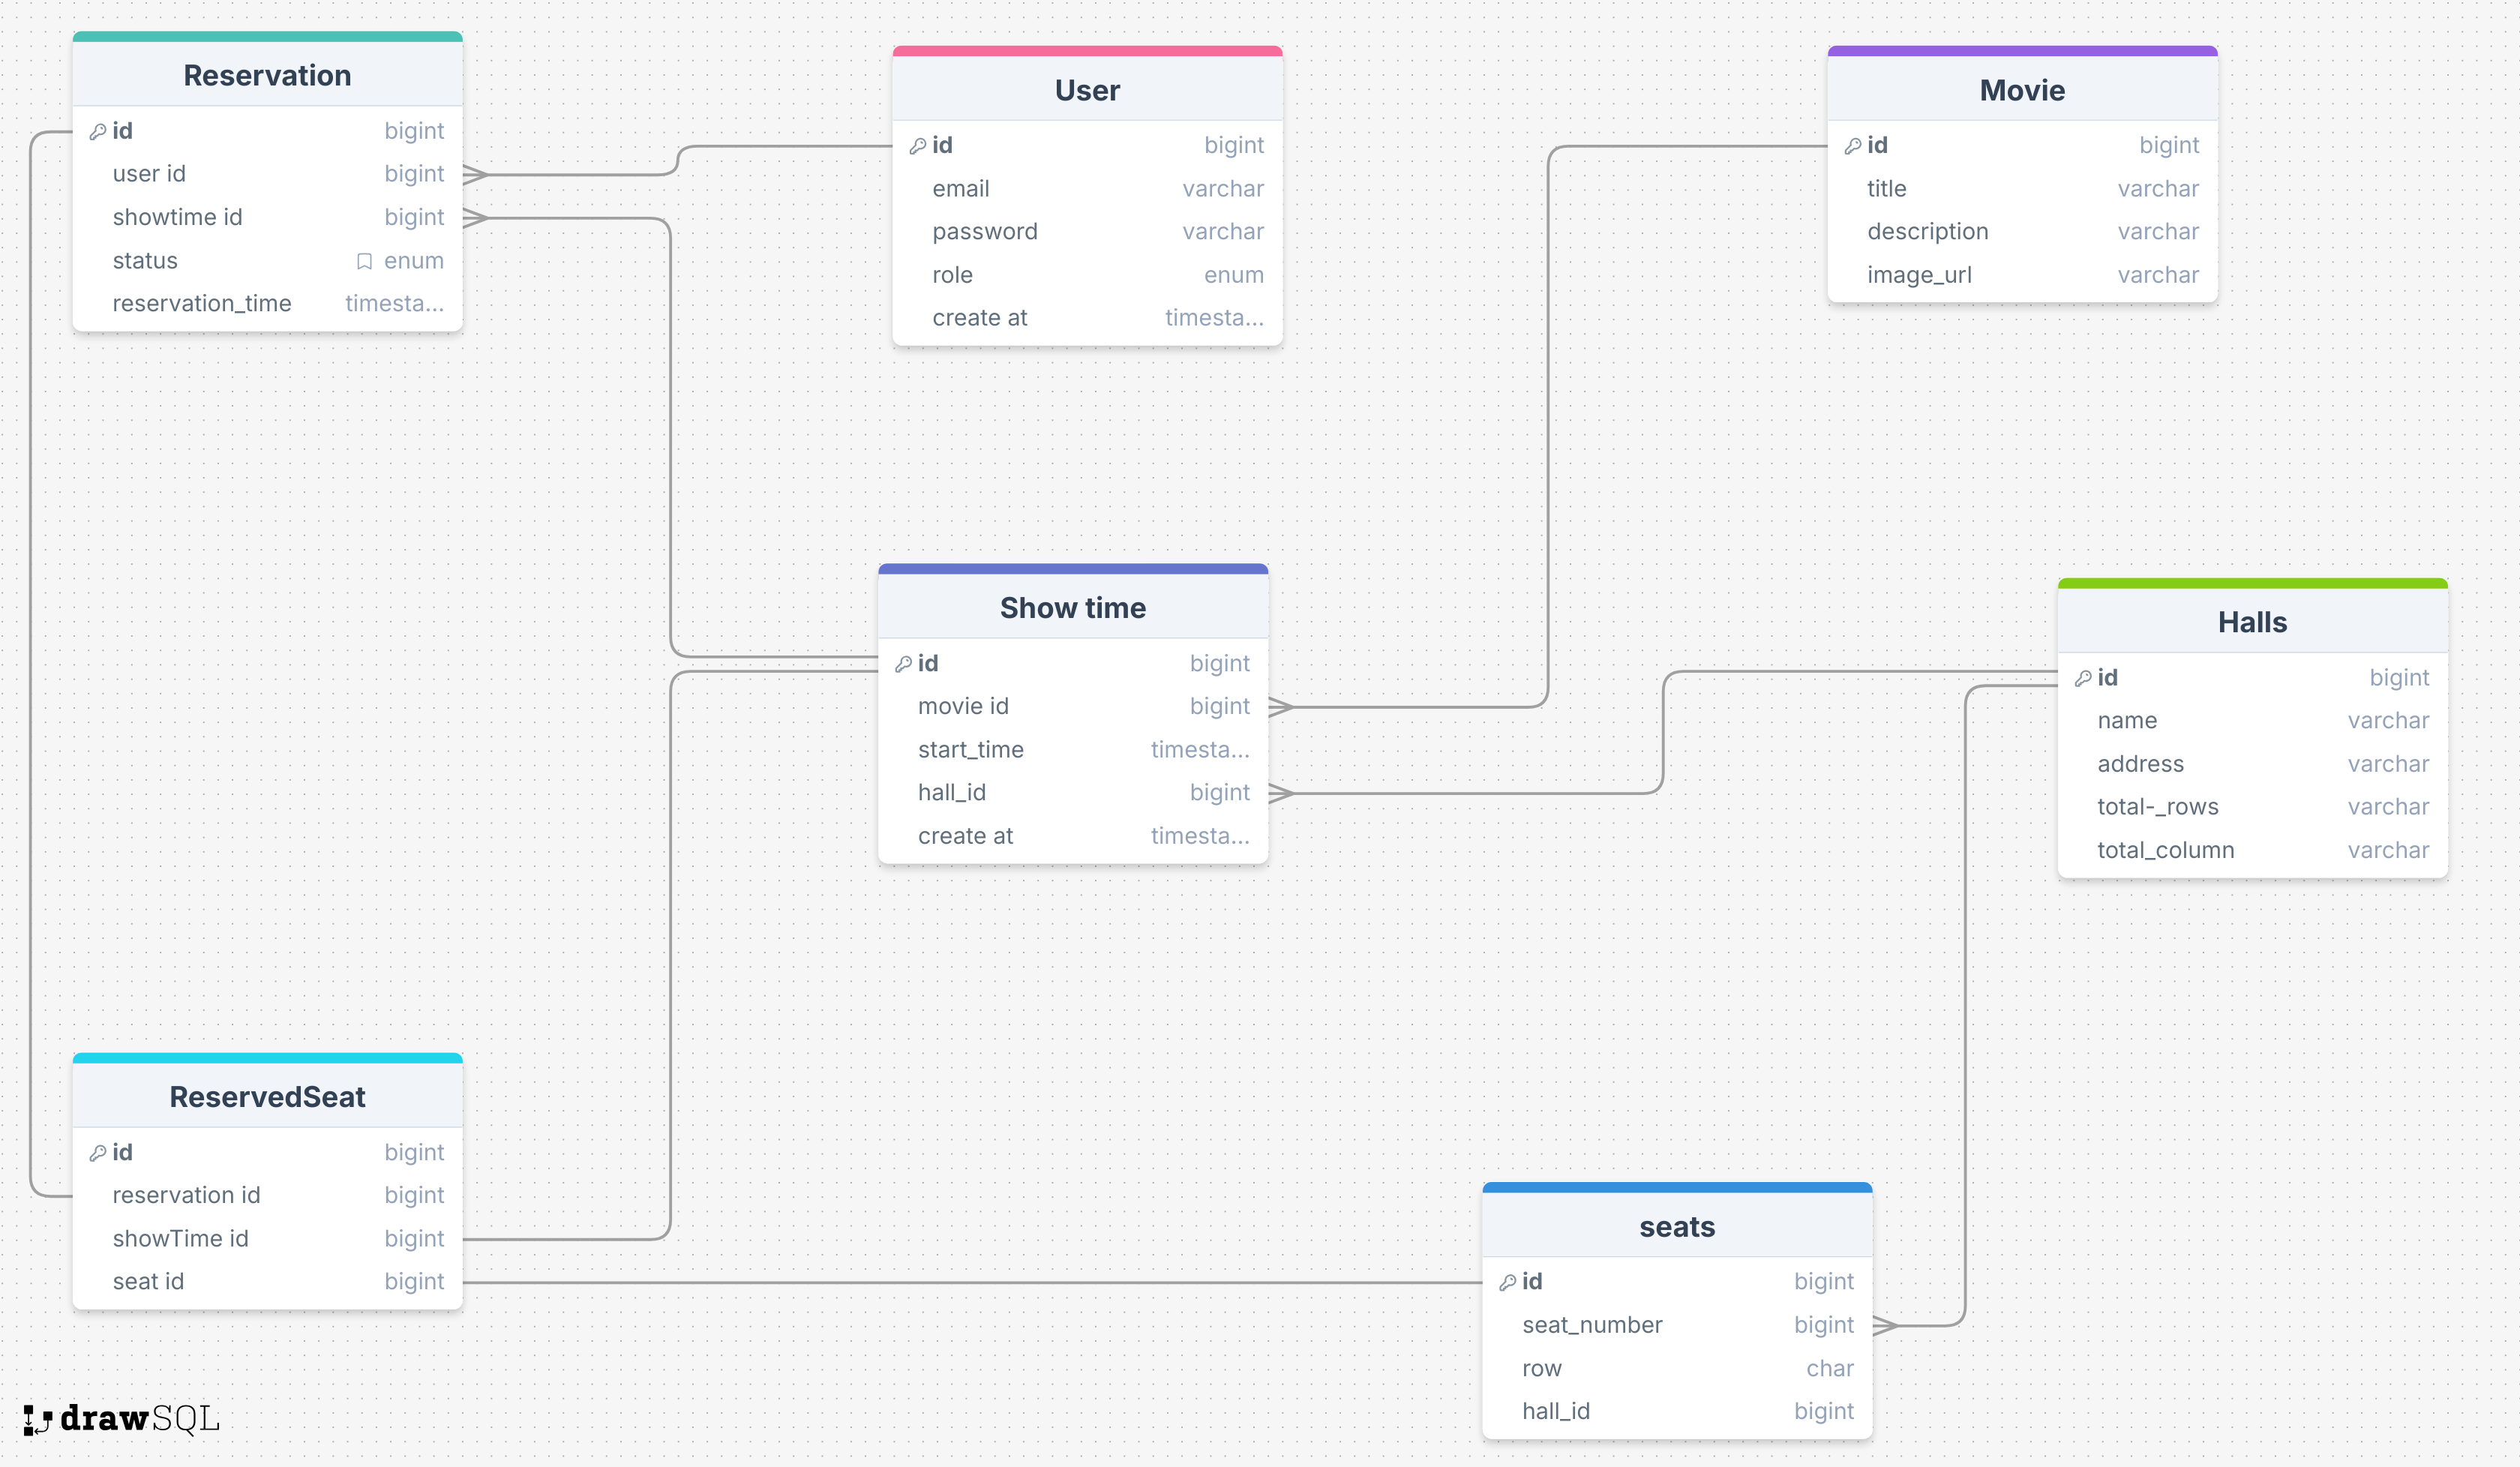 Reservation
id bigint
user id bigint
showtime id bigint
status enum
reservation_time timesta...
User
id bigint
email varchar
password varchar
role enum
create at timesta...
Movie
id bigint
title varchar
description varchar
image_url varchar
Show time
id bigint
movie id bigint
start_time timesta...
hall_id bigint
create at timesta...
Halls
id bigint
name varchar
address varchar
total-_rows varchar
total_column varchar
ReservedSeat
id bigint
reservation id bigint
showTime id bigint
seat id bigint
seats
id bigint
seat_number bigint
row char
hall_id bigint
drawSQL